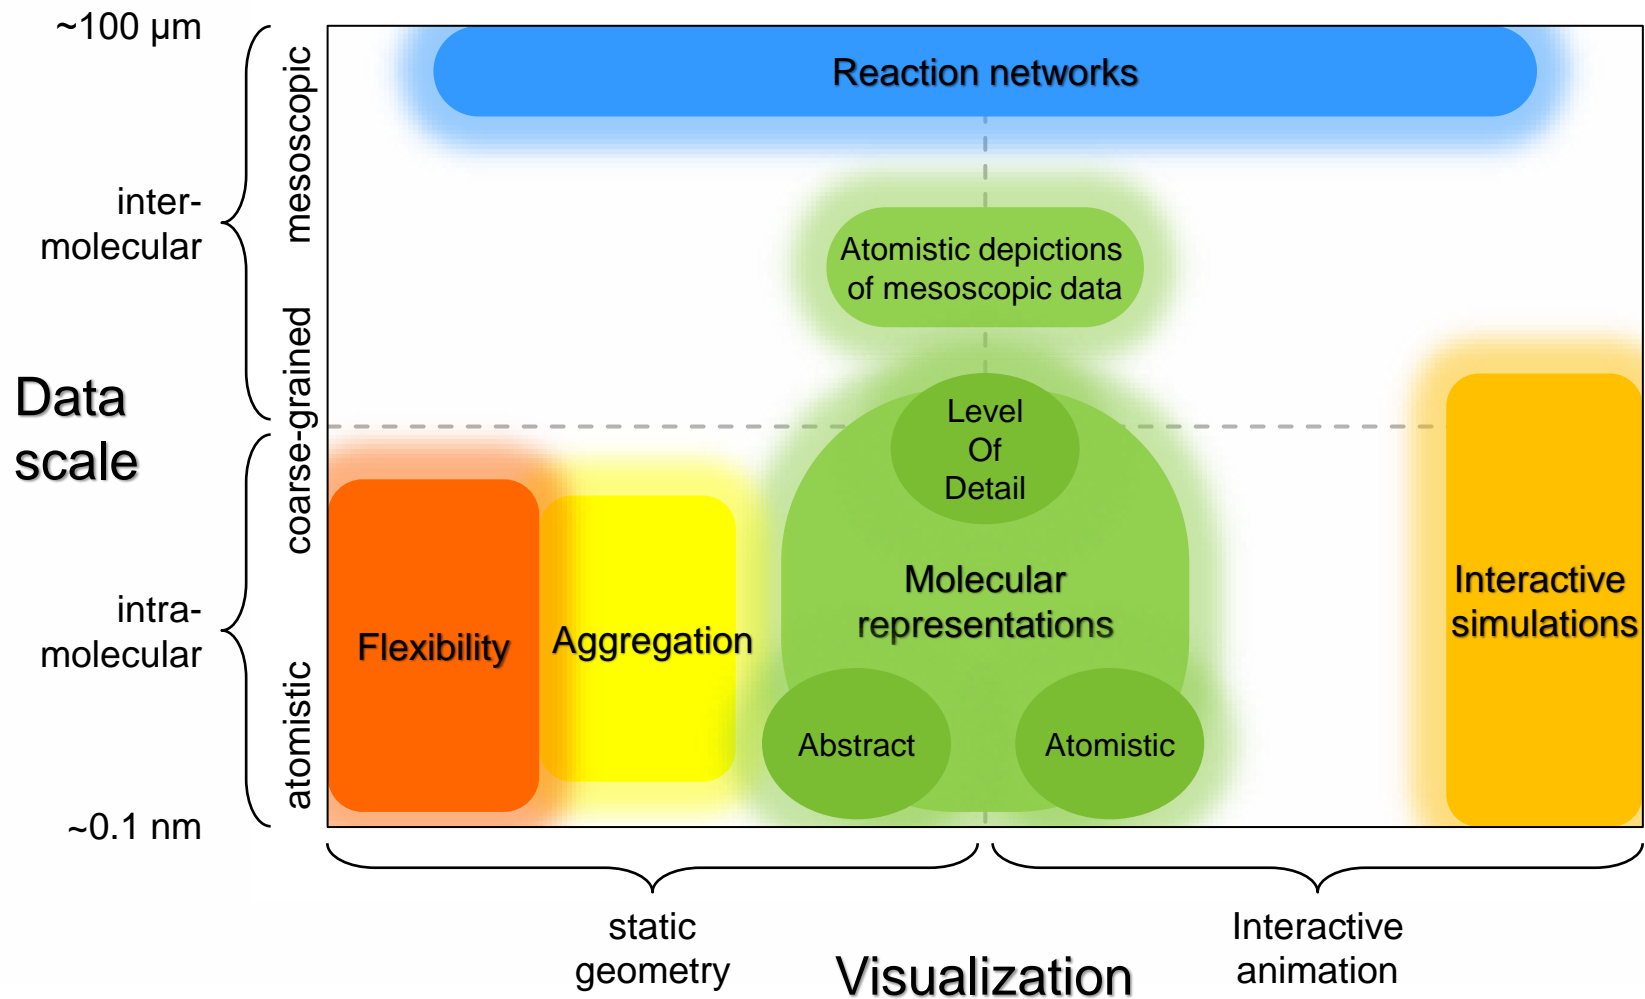 ~100 µm
mesoscopic
Reaction networks
inter-
molecular
Atomistic depictions
of mesoscopic data
coarse-grained
Data
scale
Level
Of
Detail
Molecular
representations
Interactive
simulations
intra-
molecular
Flexibility
Aggregation
atomistic
Abstract
Atomistic
~0.1 nm
static
geometry
Visualization
Interactive
animation